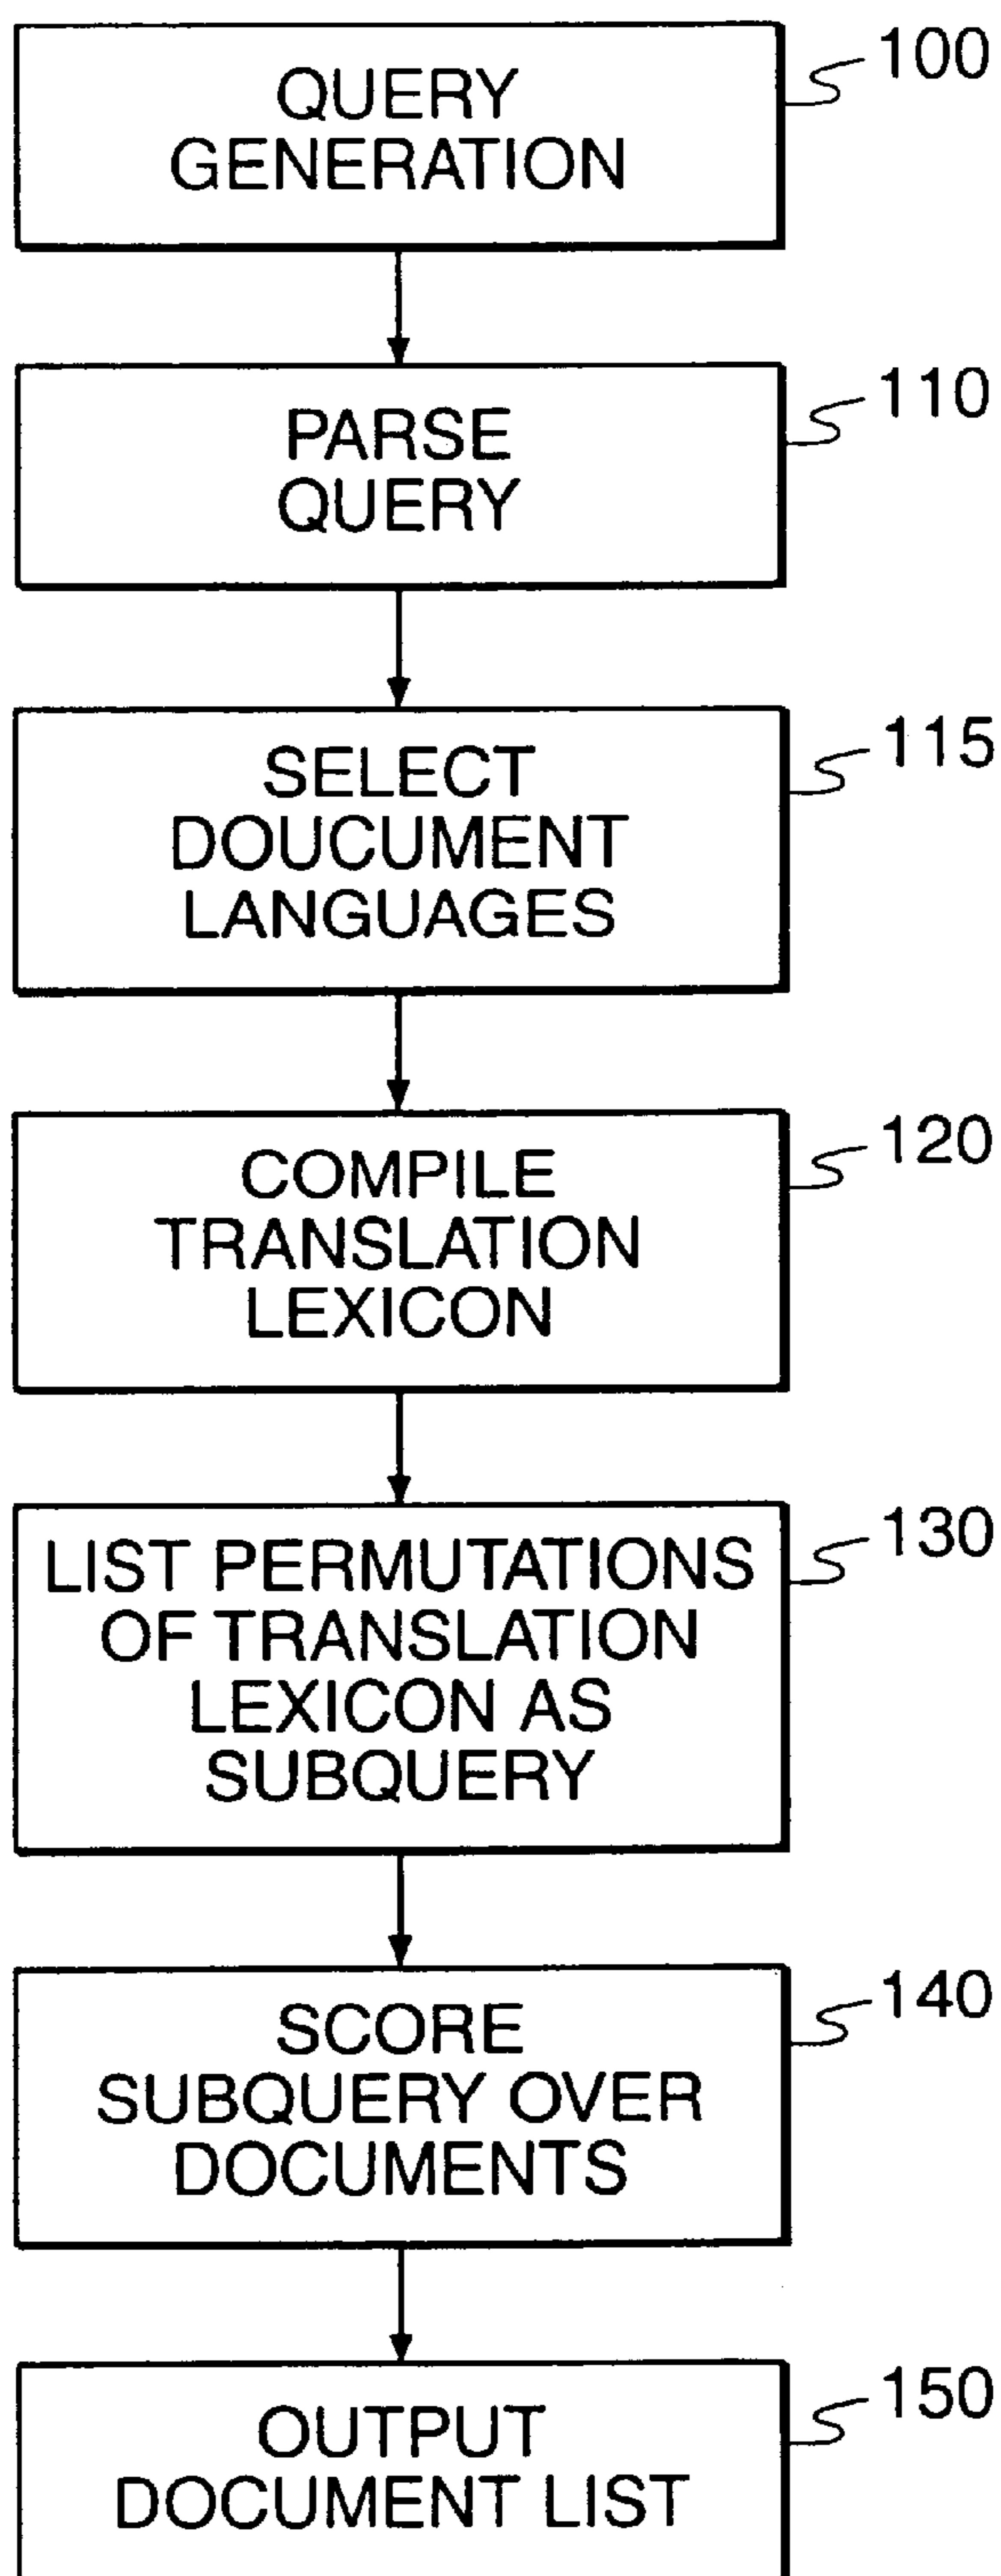 QUERY
GENERATION
100
PARSE
QUERY
110
SELECT
DOUCUMENT
LANGUAGES
115
COMPILE
TRANSLATION
LEXICON
120
LIST PERMUTATIONS
OF TRANSLATION
LEXICON AS
SUBQUERY
130
SCORE
SUBQUERY OVER
DOCUMENTS
140
OUTPUT
DOCUMENT LIST
150